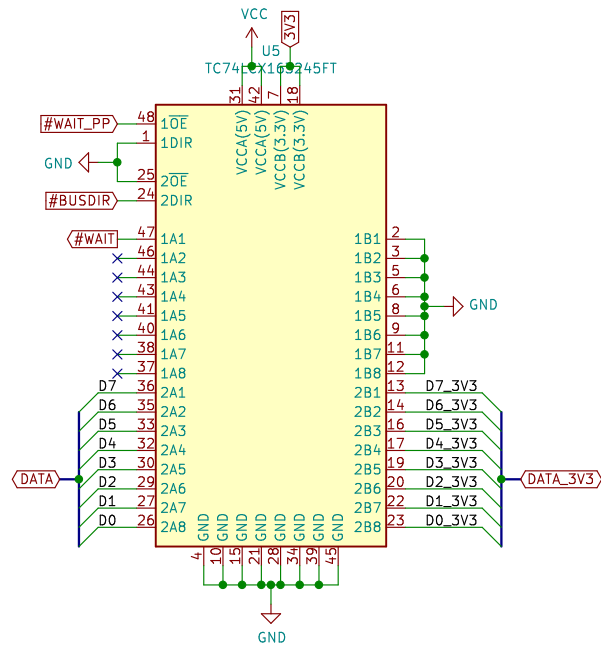 VCC
3V3
U5
TC74LCX163245FT
31
42
7
18
VCCA(5V)
VCCA(5V)
VCCB(3.3V)
VCCB(3.3V)
#WAIT_PP 48 1OE
1 1DIR
GND
25 2OE
#BUSDIR 24 2DIR
#WAIT 47 1A1 1B1 2
46 1A2 1B2 3
44 1A3 1B3 5
43 1A4 1B4 6
GND
41 1A5 1B5 8
40 1A6 1B6 9
38 1A7 1B7 11
37 1A8 1B8 12
D7 36 2A1 2B1 13 D7_3V3
D6 35 2A2 2B2 14 D6_3V3
D5 33 2A3 2B3 16 D5_3V3
D4 32 2A4 2B4 17 D4_3V3
D3 30 2A5 2B5 19 D3_3V3
DATA DATA_3V3
D2 29 2A6 2B6 20 D2_3V3
D1 27 2A7 2B7 22 D1_3V3
D0 26 2A8 2B8 23 D0_3V3
GND GND GND GND GND GND GND GND
4 10 15 21 28 34 39 45
GND